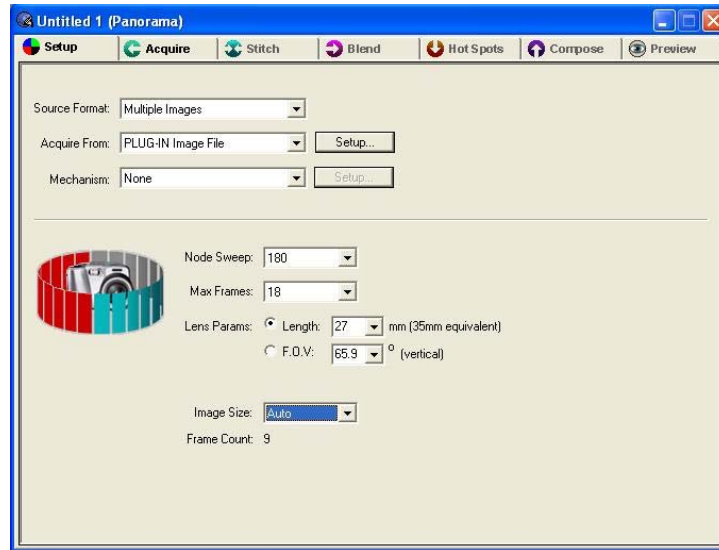 Untitled 1 (Panorama)
Setup Acquire Stitch Blend Hot Spots Compose Preview
Source Format: Multiple Images
Acquire From: PLUG-IN Image File Setup...
Mechanism: None Setup...
Node Sweep: 180
Max Frames: 18
Lens Params: Length: 27 mm (35mm equivalent)
F.O.V: 65.9 ° (vertical)
Image Size: Auto
Frame Count: 9